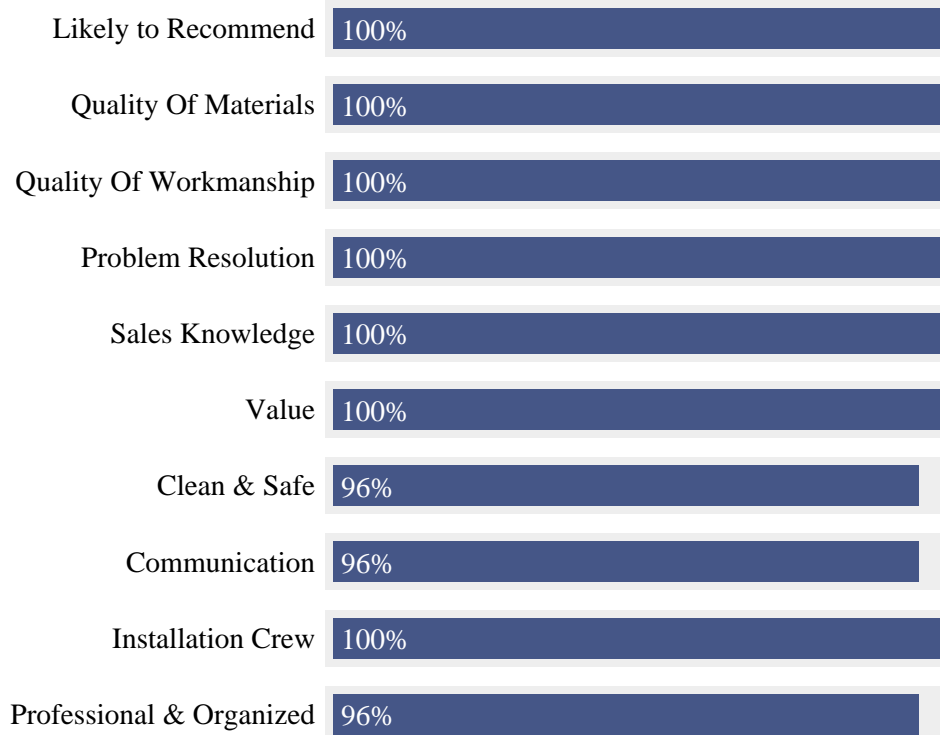 Likely to Recommend 100%
Quality Of Materials 100%
Quality Of Workmanship 100%
Problem Resolution 100%
Sales Knowledge 100%
Value 100%
Clean & Safe 96%
Communication 96%
Installation Crew 100%
Professional & Organized 96%